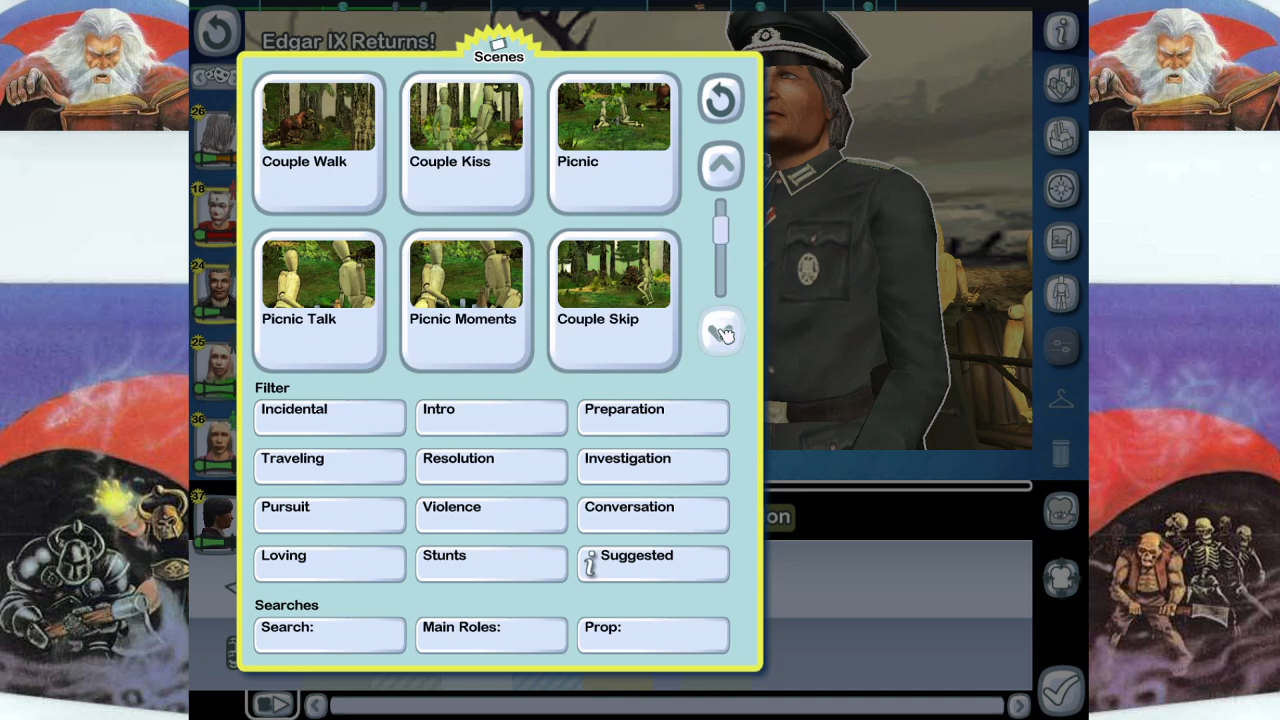 Edgar IX Returns!
Scenes
Couple Walk
Couple Kiss
Picnic
Picnic Talk
Picnic Moments
Couple Skip
Filter
Incidental
Intro
Preparation
Traveling
Resolution
Investigation
Pursuit
Violence
Conversation
Loving
Stunts
Suggested
Searches
Search:
Main Roles:
Prop:
26
18
24
25
36
37
on